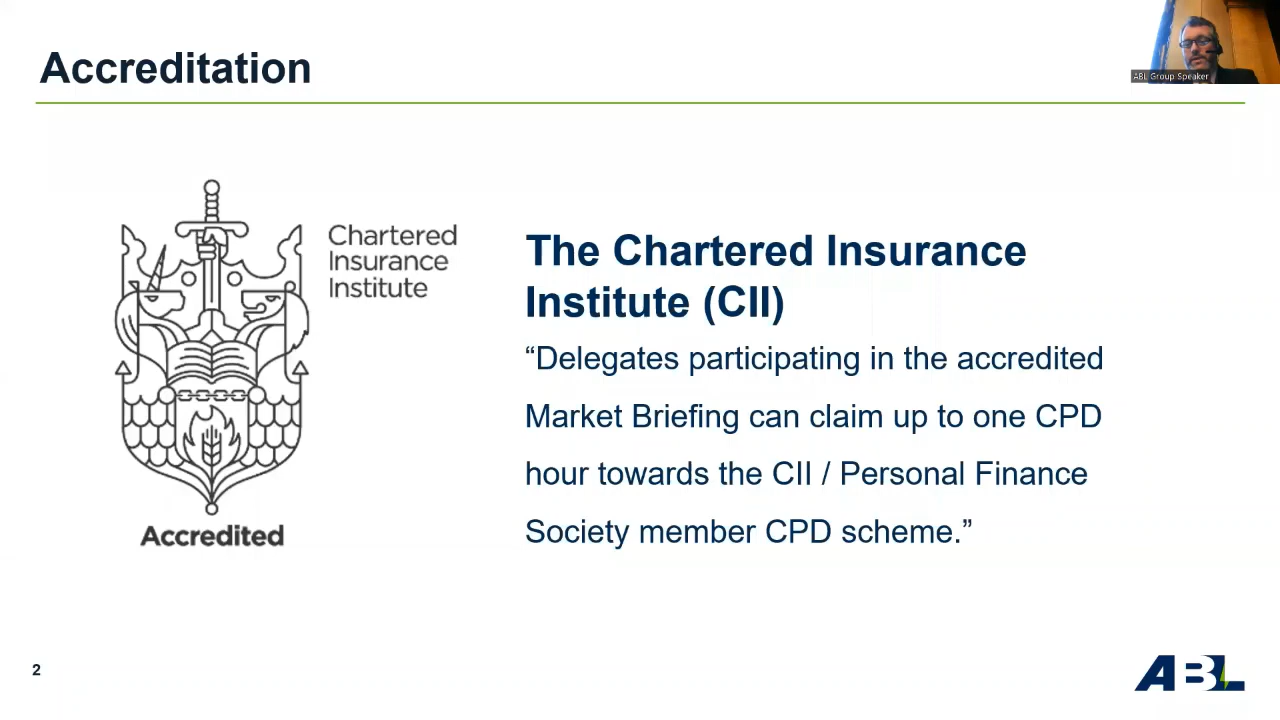 Accreditation
ABL Group Speaker
Chartered
Insurance
Institute
Accredited
The Chartered Insurance
Institute (CII)
“Delegates participating in the accredited
Market Briefing can claim up to one CPD
hour towards the CII / Personal Finance
Society member CPD scheme.”
2
ABL